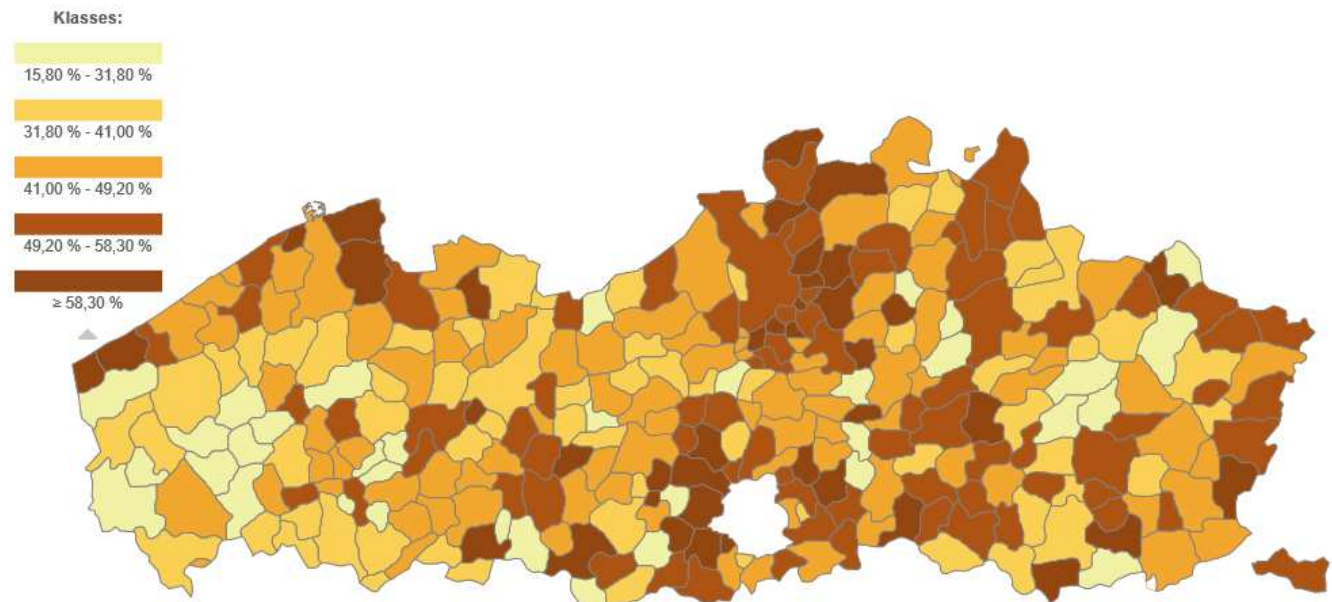 Klasses:
15,80 % - 31,80 %
31,80 % - 41,00 %
41,00 % - 49,20 %
49,20 % - 58,30 %
≥ 58,30 %